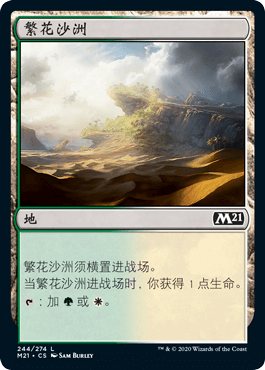 繁花沙洲
地
M21
繁花沙洲须横置进战场。
当繁花沙洲进战场时，你获得1点生命。
：加或。
244/274 L
M21 • CS SAM BURLEY
™ & © 2020 Wizards of the Coast